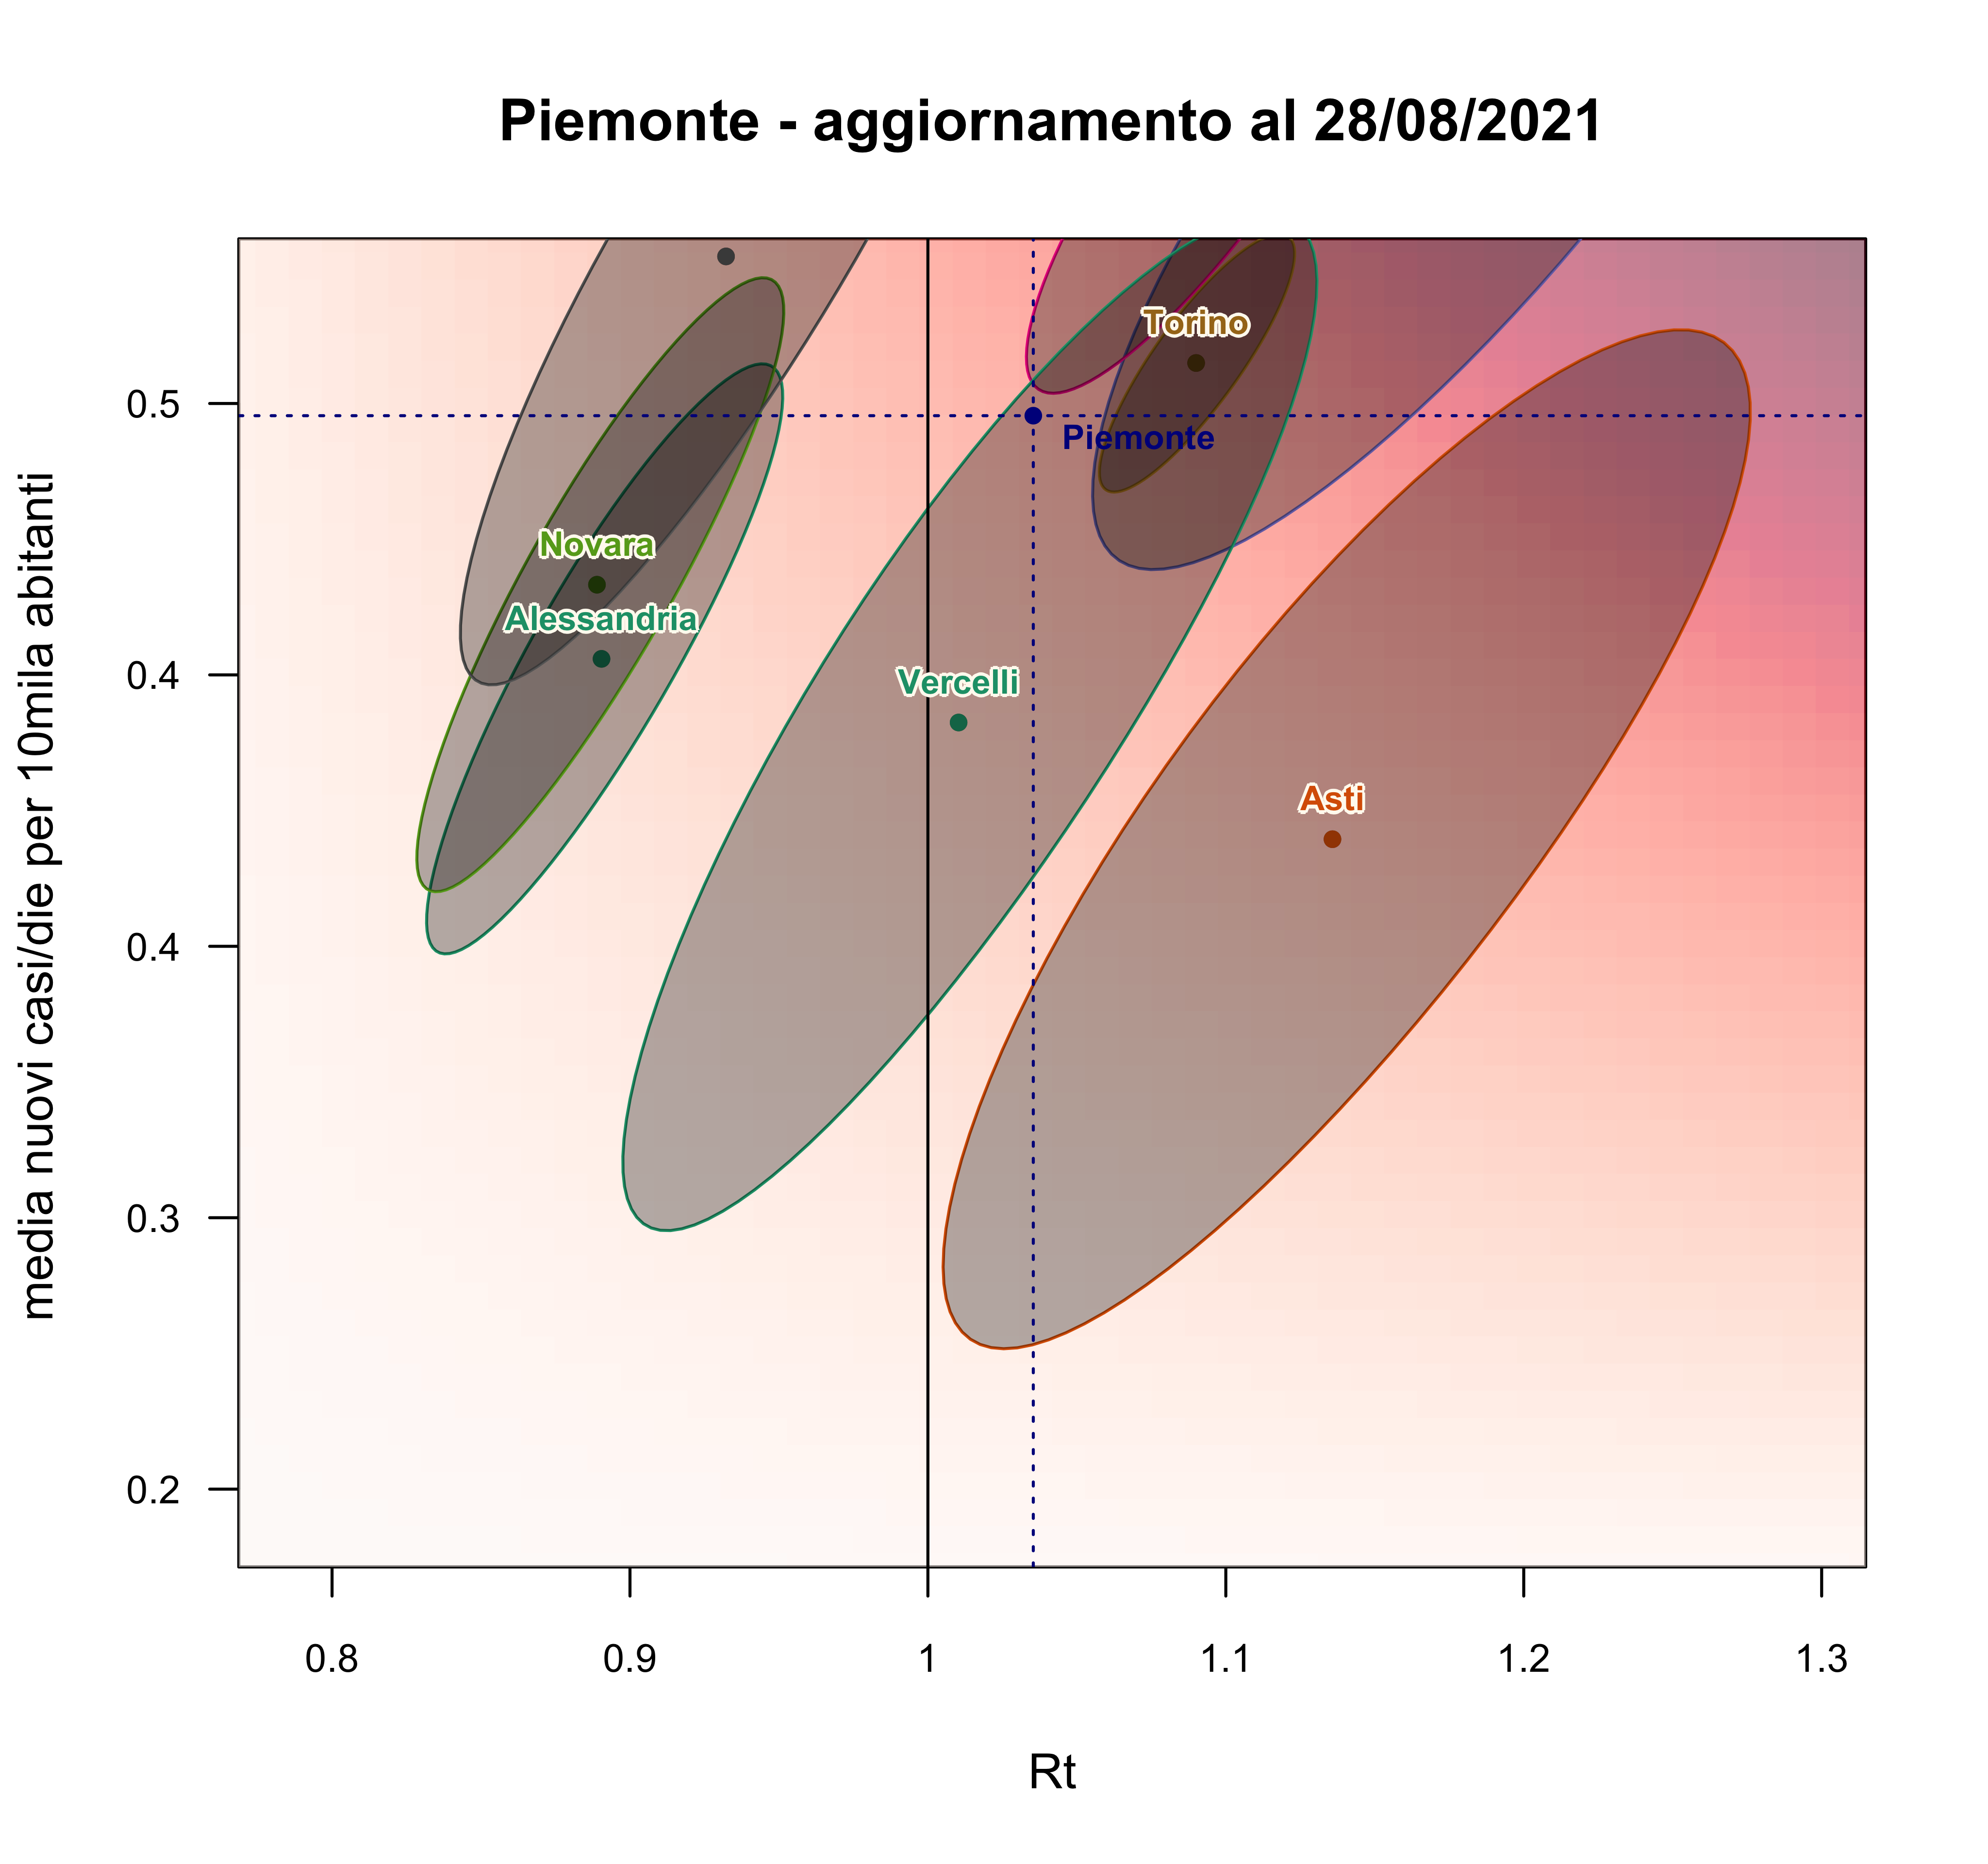 Piemonte - aggiornamento al 28/08/2021
media nuovi casi/die per 10mila abitanti
0.5
0.4
0.4
0.3
0.2
Torino
Piemonte
Novara
Alessandria
Vercelli
Asti
0.8
0.9
1
1.1
1.2
1.3
Rt